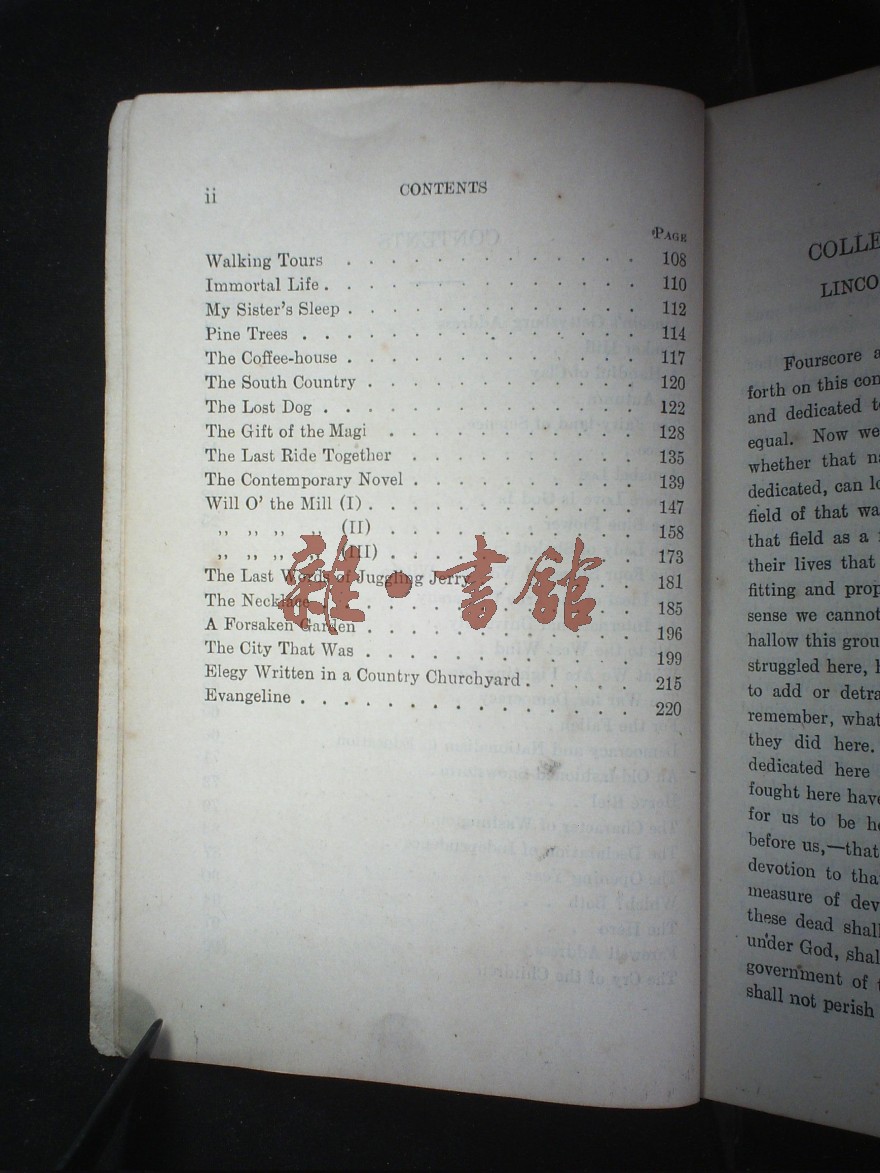 ii CONTENTS
PAGE
Walking Tours . . . . . . . . . . . . 108
Immortal Life . . . . . . . . . . . . 110
My Sister's Sleep . . . . . . . . . . . 112
Pine Trees . . . . . . . . . . . . . 114
The Coffee-house . . . . . . . . . . . 117
The South Country . . . . . . . . . . 120
The Lost Dog . . . . . . . . . . . . 122
The Gift of the Magi . . . . . . . . . 128
The Last Ride Together . . . . . . . . 135
The Contemporary Novel . . . . . . . . 139
Will O' the Mill (I) . . . . . . . . . . 147
,, ,, ,, ,, (II) . . . . . . . . . 158
,, ,, ,, ,, (III) . . . . . . . . . 173
The Last Words of Juggling Jerry . . . . . 181
The Necklace . . . . . . . . . . . . 185
A Forsaken Garden . . . . . . . . . . 196
The City That Was . . . . . . . . . . 199
Elegy Written in a Country Churchyard . . . . . 215
Evangeline . . . . . . . . . . . . . 220
雜·書館
COLLE
LINCO
Fourscore a
forth on this con
and dedicated t
equal. Now we
whether that na
dedicated, can lo
field of that wa
that field as a
their lives that
fitting and prop
sense we cannot
hallow this grou
struggled here, h
to add or detra
remember, what
they did here.
dedicated here
fought here have
for us to be he
before us,—that
devotion to tha
measure of dev
these dead shall
under God, shal
government of
shall not perish